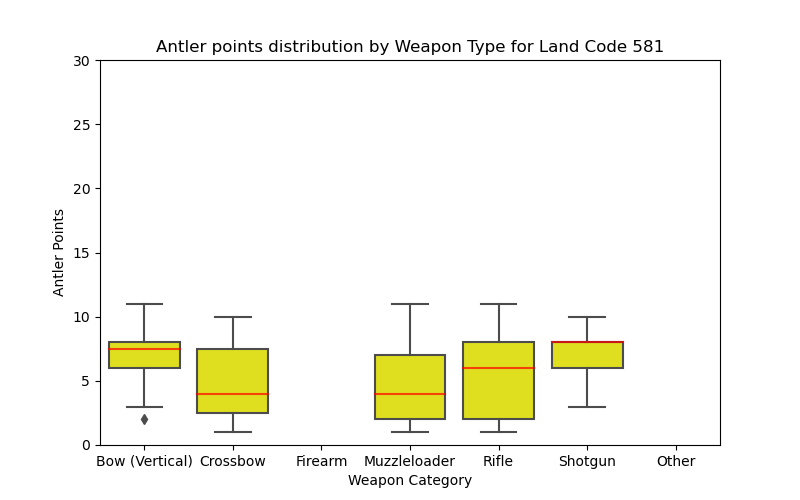 Antler points distribution by Weapon Type for Land Code 581
30
25
20
15
10
5
0
Antler Points
Bow (Vertical) Crossbow Firearm Muzzleloader Rifle Shotgun Other
Weapon Category